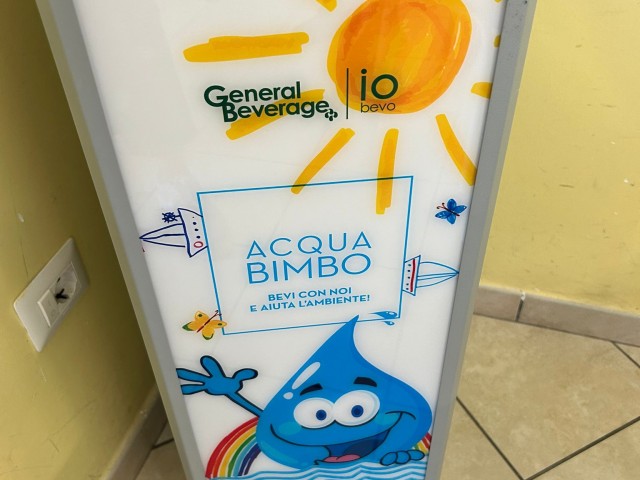 General
Beverage
io
bevo
ACQUA
BIMBO
BEVI CON NOI
E AIUTA L'AMBIENTE!